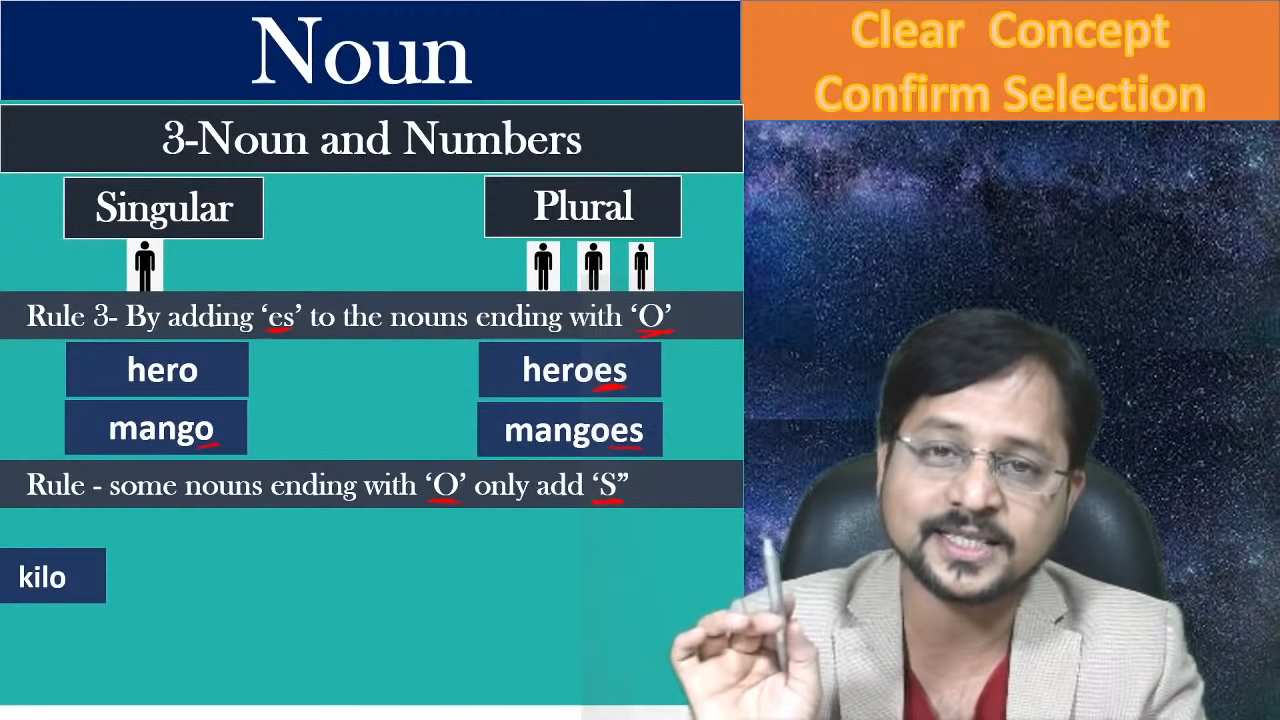 Noun
Clear Concept
Confirm Selection
3-Noun and Numbers
Singular
Plural
Rule 3- By adding ‘es’ to the nouns ending with ‘O’
hero
heroes
mango
mangoes
Rule - some nouns ending with ‘O’ only add ‘S”
kilo